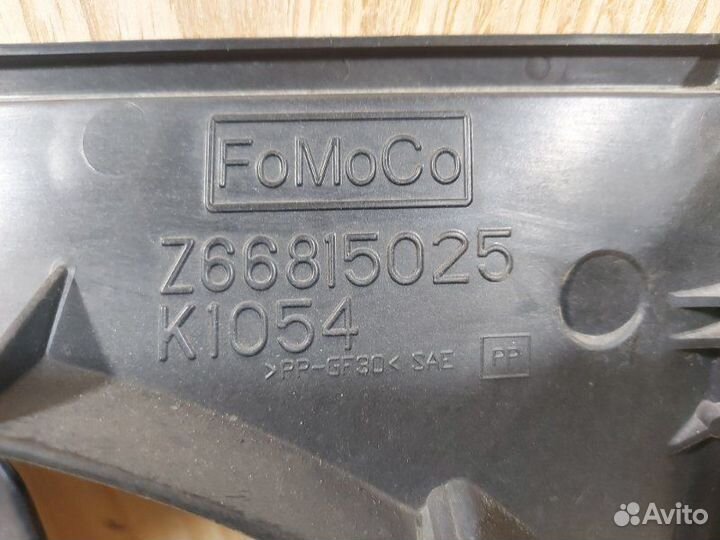 FoMoCo
Z66815025
K1054
>PP-GF30< SAE PP
Avito